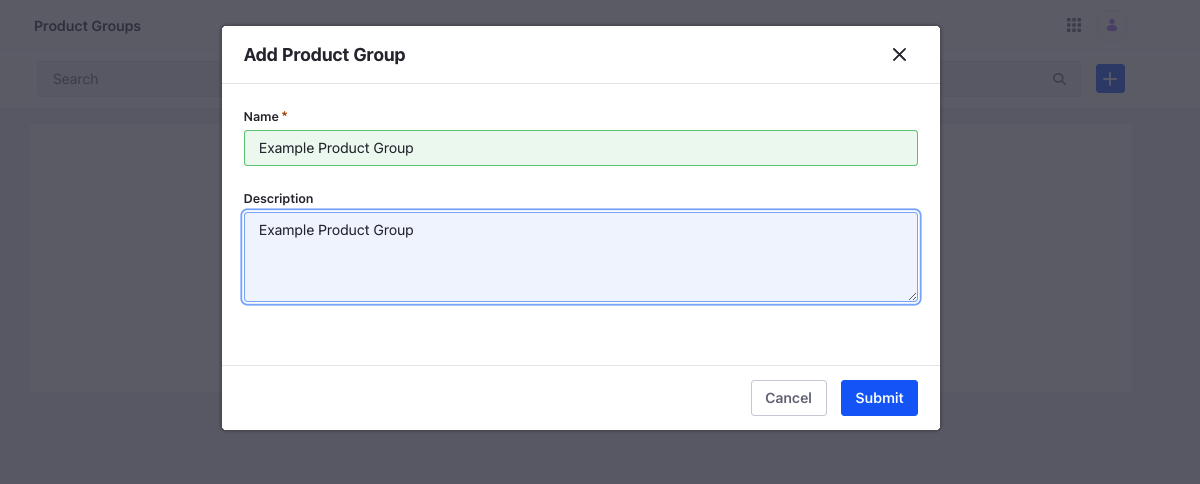 Product Groups
Search
Add Product Group
Name *
Example Product Group
Description
Example Product Group
Cancel
Submit